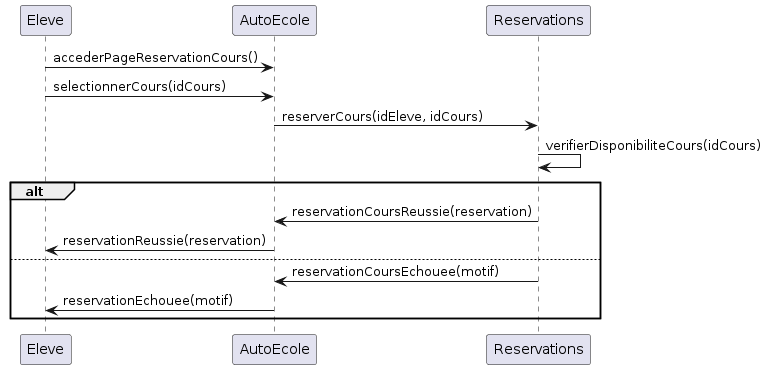 Eleve
AutoEcole
Reservations
accederPageReservationCours()
selectionnerCours(idCours)
reserverCours(idEleve, idCours)
verifierDisponibiliteCours(idCours)
alt
reservationCoursReussie(reservation)
reservationReussie(reservation)
reservationCoursEchouee(motif)
reservationEchouee(motif)
Eleve
AutoEcole
Reservations